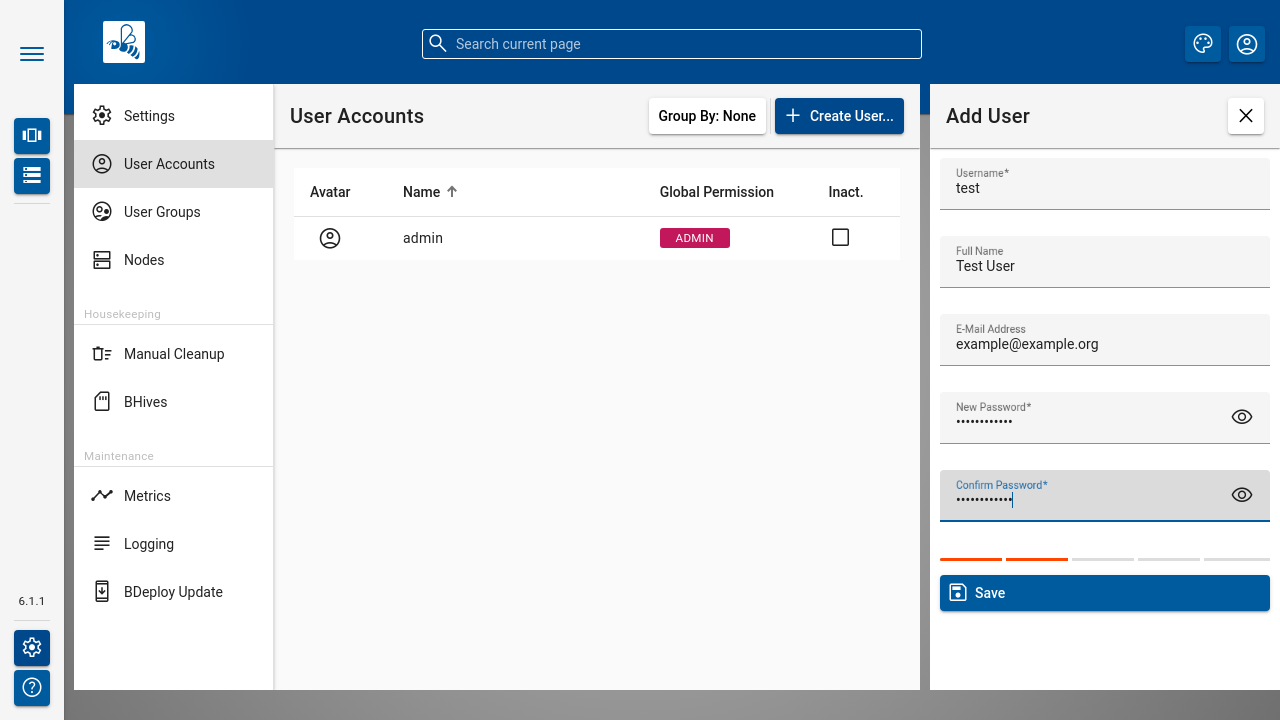 Search current page
Settings
User Accounts
User Groups
Nodes
Housekeeping
Manual Cleanup
BHives
Maintenance
Metrics
Logging
BDeploy Update
6.1.1
User Accounts
Group By: None
Create User...
Avatar
Name
Global Permission
Inact.
admin
ADMIN
Add User
Username*
test
Full Name
Test User
E-Mail Address
example@example.org
New Password*
••••••••••••
Confirm Password*
••••••••••••
Save